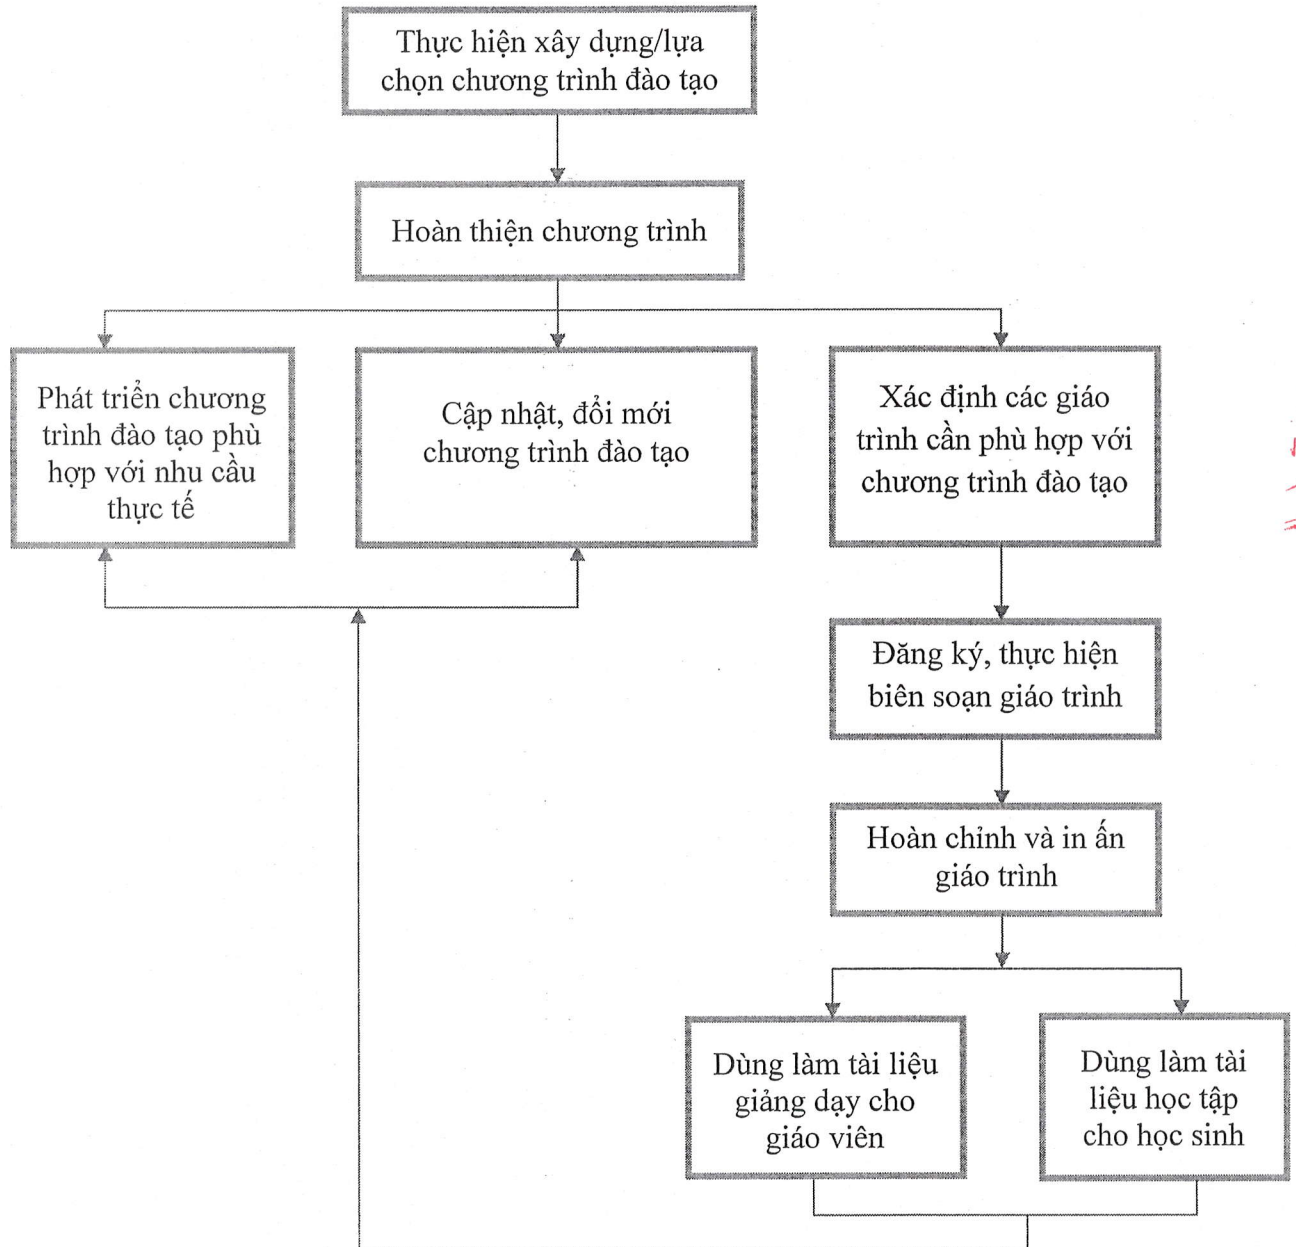 Thực hiện xây dựng/lựa
chọn chương trình đào tạo
Hoàn thiện chương trình
Phát triển chương
trình đào tạo phù
hợp với nhu cầu
thực tế
Cập nhật, đổi mới
chương trình đào tạo
Xác định các giáo
trình cần phù hợp với
chương trình đào tạo
Đăng ký, thực hiện
biên soạn giáo trình
Hoàn chỉnh và in ấn
giáo trình
Dùng làm tài liệu
giảng dạy cho
giáo viên
Dùng làm tài
liệu học tập
cho học sinh